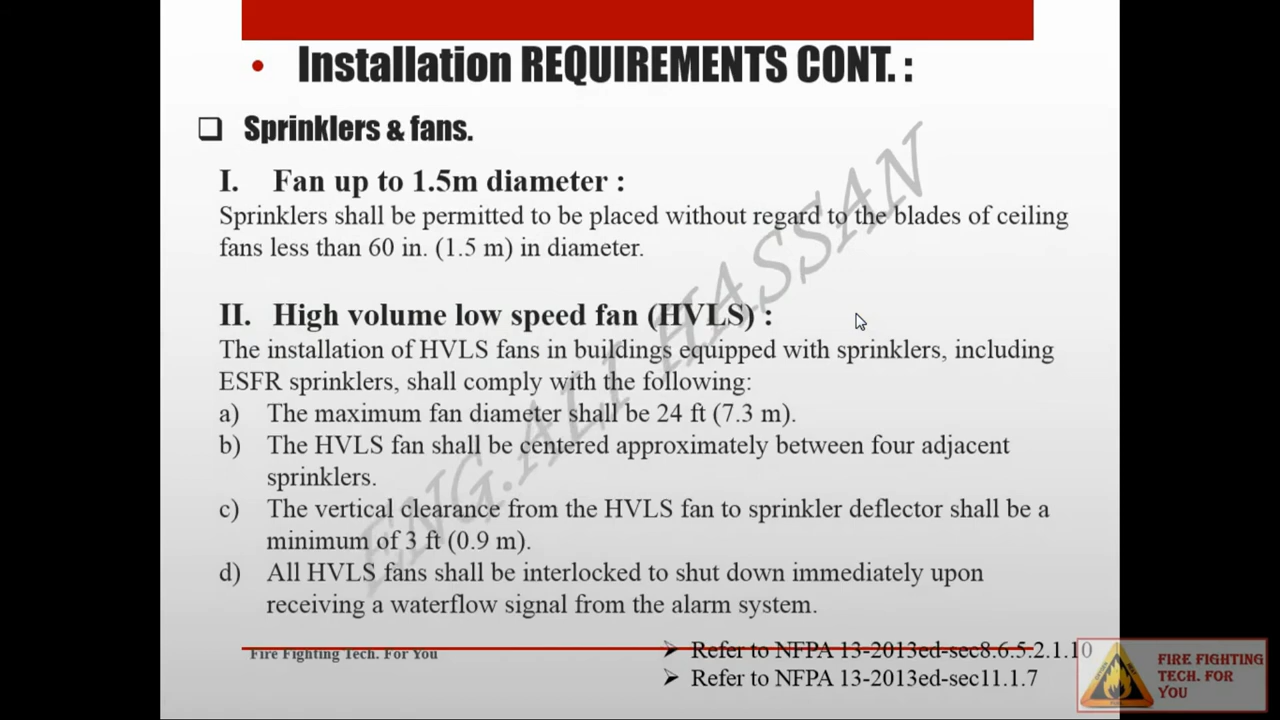 • Installation REQUIREMENTS CONT. :
❑ Sprinklers & fans.
I. Fan up to 1.5m diameter :
Sprinklers shall be permitted to be placed without regard to the blades of ceiling
fans less than 60 in. (1.5 m) in diameter.
II. High volume low speed fan (HVLS) :
The installation of HVLS fans in buildings equipped with sprinklers, including
ESFR sprinklers, shall comply with the following:
a) The maximum fan diameter shall be 24 ft (7.3 m).
b) The HVLS fan shall be centered approximately between four adjacent
sprinklers.
c) The vertical clearance from the HVLS fan to sprinkler deflector shall be a
minimum of 3 ft (0.9 m).
d) All HVLS fans shall be interlocked to shut down immediately upon
receiving a waterflow signal from the alarm system.
ENG.ALI HASSAN
➢ Refer to NFPA 13-2013ed-sec8.6.5.2.1.10
Fire Fighting Tech. For You
➢ Refer to NFPA 13-2013ed-sec11.1.7
FIRE FIGHTING
TECH. FOR
YOU